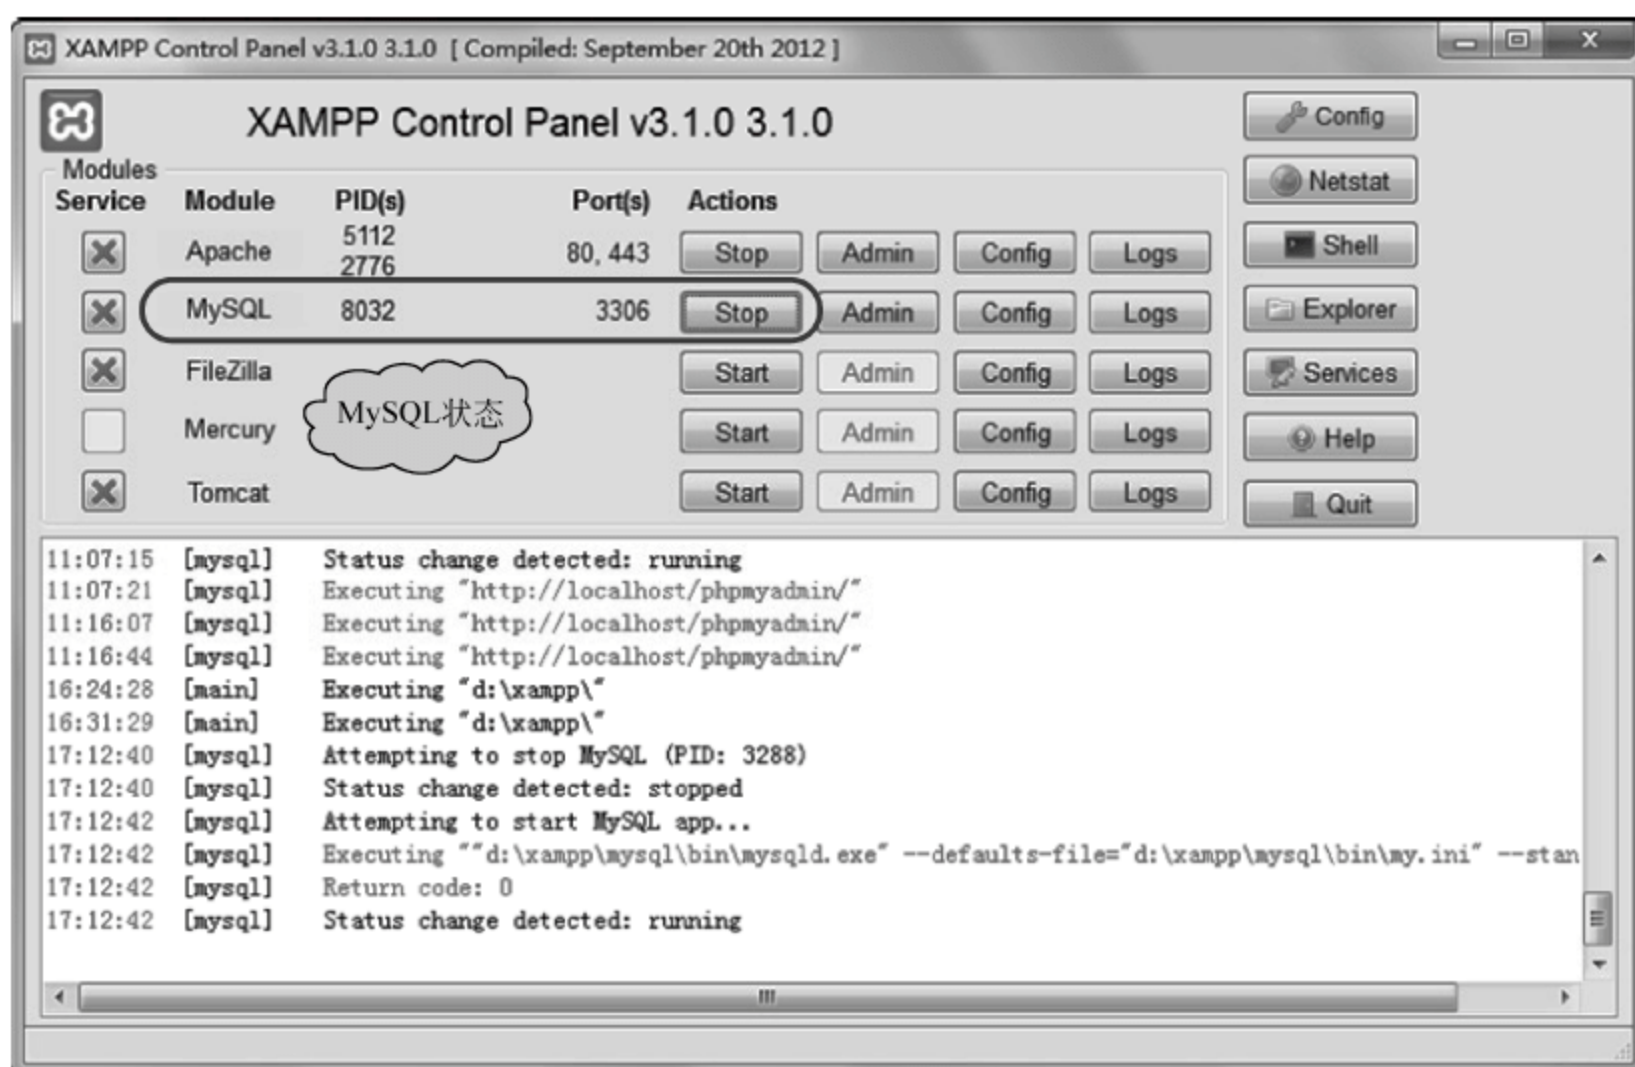 XAMPP Control Panel v3.1.0 3.1.0 [ Compiled: September 20th 2012 ]
XAMPP Control Panel v3.1.0 3.1.0
Config
Modules
Netstat
Service Module PID(s) Port(s) Actions
Apache 5112 2776 80, 443 Stop Admin Config Logs
Shell
MySQL 8032 3306 Stop Admin Config Logs
Explorer
FileZilla Start Admin Config Logs
Services
MySQL状态
Mercury Start Admin Config Logs
Help
Tomcat Start Admin Config Logs
Quit
11:07:15 [mysql] Status change detected: running
11:07:21 [mysql] Executing "http://localhost/phpmyadmin/"
11:16:07 [mysql] Executing "http://localhost/phpmyadmin/"
11:16:44 [mysql] Executing "http://localhost/phpmyadmin/"
16:24:28 [main] Executing "d:\xampp\"
16:31:29 [main] Executing "d:\xampp\"
17:12:40 [mysql] Attempting to stop MySQL (PID: 3288)
17:12:40 [mysql] Status change detected: stopped
17:12:42 [mysql] Attempting to start MySQL app...
17:12:42 [mysql] Executing ""d:\xampp\mysql\bin\mysqld.exe" --defaults-file="d:\xampp\mysql\bin\my.ini" --stan
17:12:42 [mysql] Return code: 0
17:12:42 [mysql] Status change detected: running